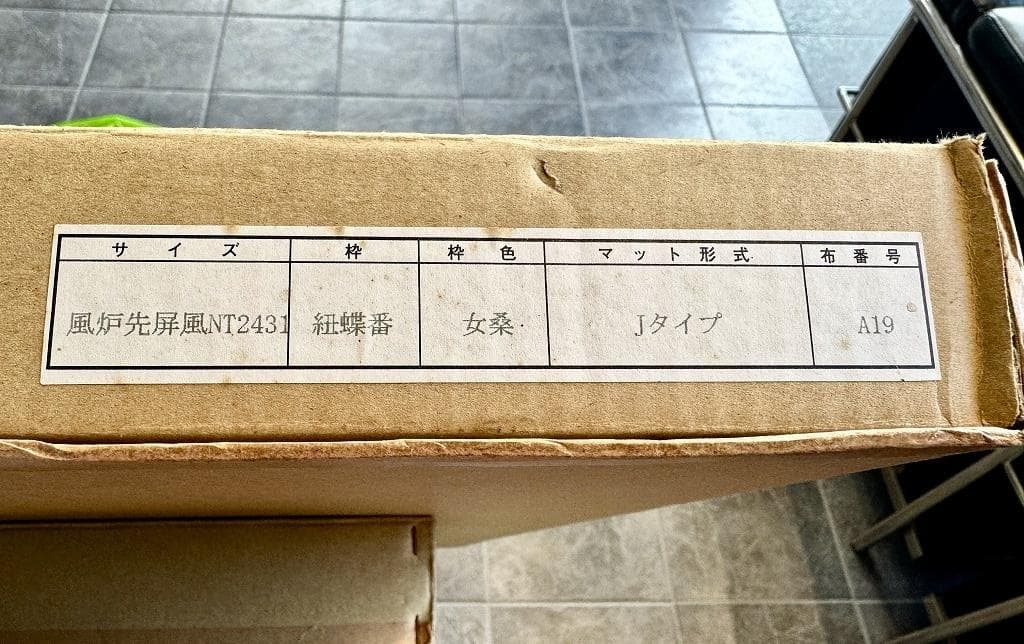 サイズ 枠 枠色 マット形式 布番号
風炉先屏風NT2431 紐蝶番 女桑 Jタイプ A19